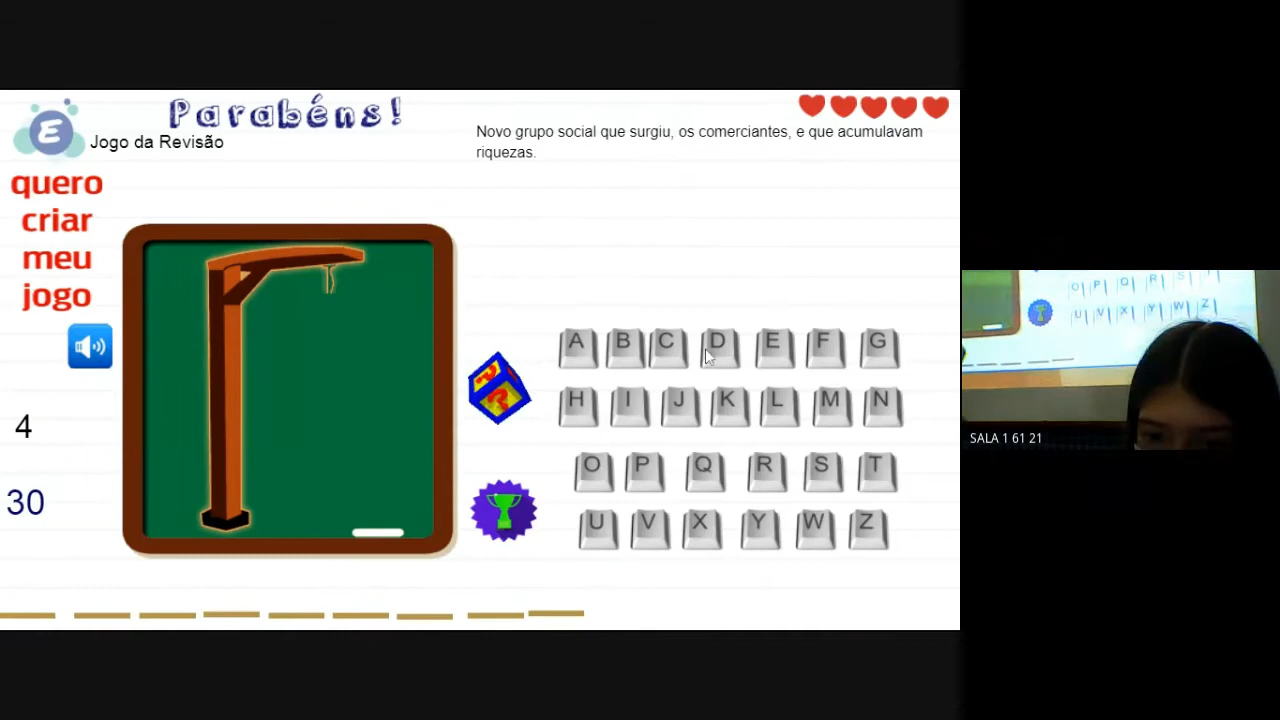 E
Parabéns!
Jogo da Revisão
Novo grupo social que surgiu, os comerciantes, e que acumulavam
riquezas.
quero
criar
meu
jogo
4
30
A B C D E F G
H I J K L M N
O P Q R S T
U V X Y W Z
O P Q R S
U V X Y W Z
SALA 1 61 21